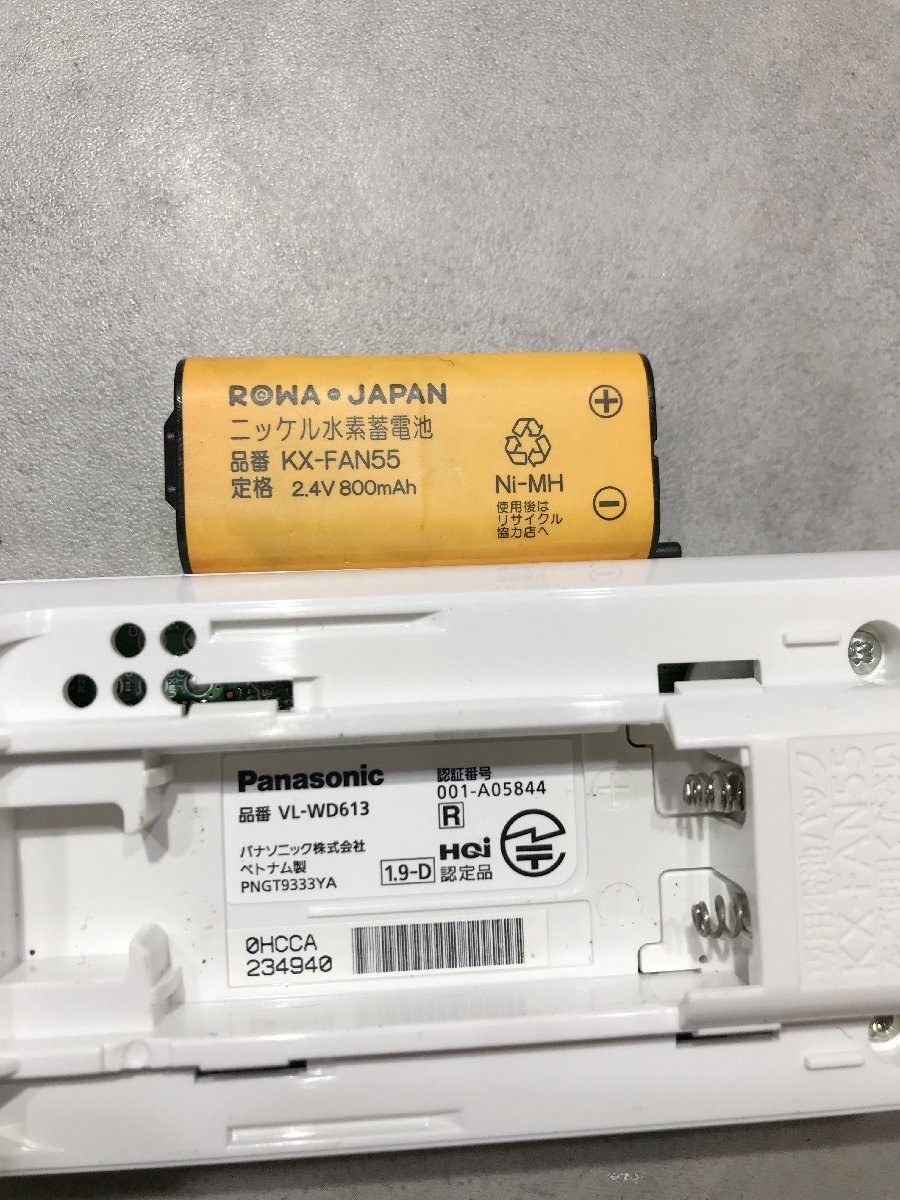 ROWA JAPAN
ニッケル水素蓄電池
品番 KX-FAN55
定格 2.4V 800mAh
+
Ni-MH
使用後は
リサイクル
協力店へ
−
Panasonic
品番 VL-WD613
パナソニック株式会社
ベトナム製
PNGT9333YA
認証番号
001-A05844
R
1.9-D
HQi
認定品
0HCCA
234940
KX-FAN55